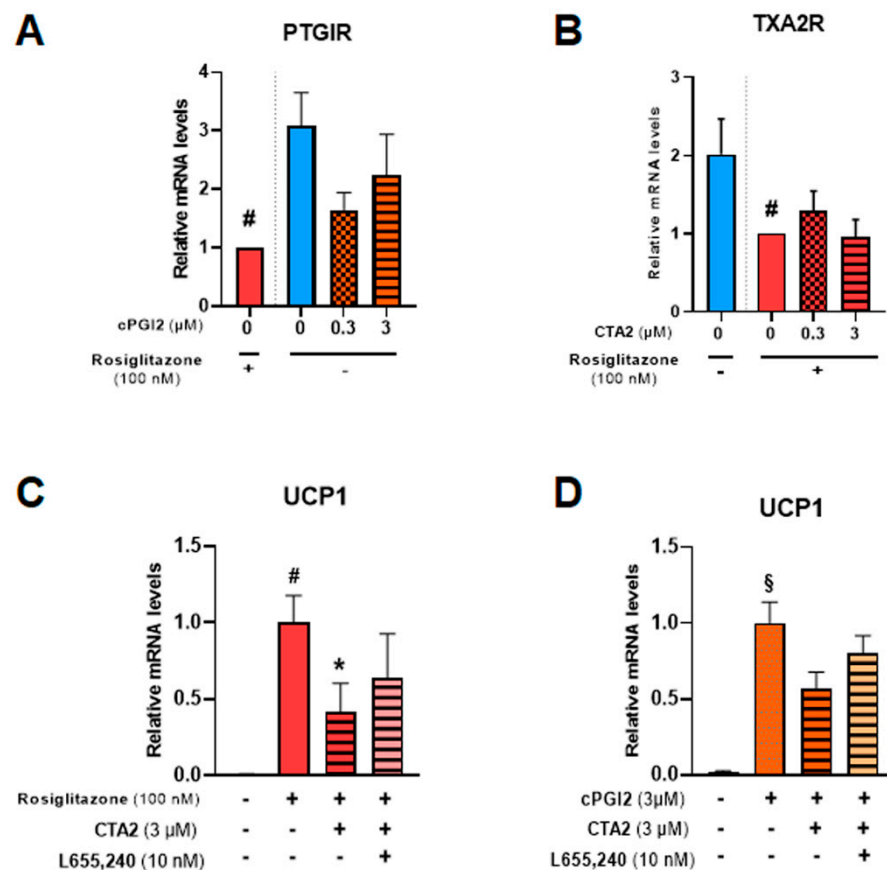 A
PTGIR
Relative mRNA levels
4
3
2
1
0
#
cPGI2 (µM)
0 0 0.3 3
Rosiglitazone
(100 nM)
+ -
B
TXA2R
Relative mRNA levels
3
2
1
0
#
CTA2 (µM)
0 0 0.3 3
Rosiglitazone
(100 nM)
- +
C
UCP1
Relative mRNA levels
1.5
1.0
0.5
0.0
#
*
Rosiglitazone (100 nM) - + + +
CTA2 (3 µM) + +
L655,240 (10 nM) +
D
UCP1
Relative mRNA levels
1.5
1.0
0.5
0.0
§
cPGI2 (3µM) - + + +
CTA2 (3 µM) + +
L655,240 (10 nM) +